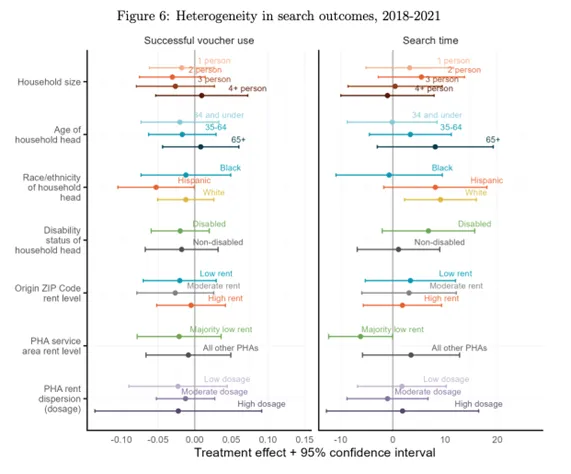 Figure 6: Heterogeneity in search outcomes, 2018-2021
Successful voucher use
Search time
Household size
1 person
2 person
3 person
4+ person
1 person
2 person
3 person
4+ person
Age of
household head
34 and under
35-64
65+
34 and under
35-64
65+
Race/ethnicity
of household
head
Black
Hispanic
White
Black
Hispanic
White
Disability
status of
household head
Disabled
Non-disabled
Disabled
Non-disabled
Origin ZIP Code
rent level
Low rent
Moderate rent
High rent
Low rent
Moderate rent
High rent
PHA service
area rent level
Majority low rent
All other PHAs
Majority low rent
All other PHAs
PHA rent
dispersion
(dosage)
Low dosage
Moderate dosage
High dosage
Low dosage
Moderate dosage
High dosage
-0.10 -0.05 0.00 0.05 0.10 0.15
-10 0 10 20
Treatment effect + 95% confidence interval